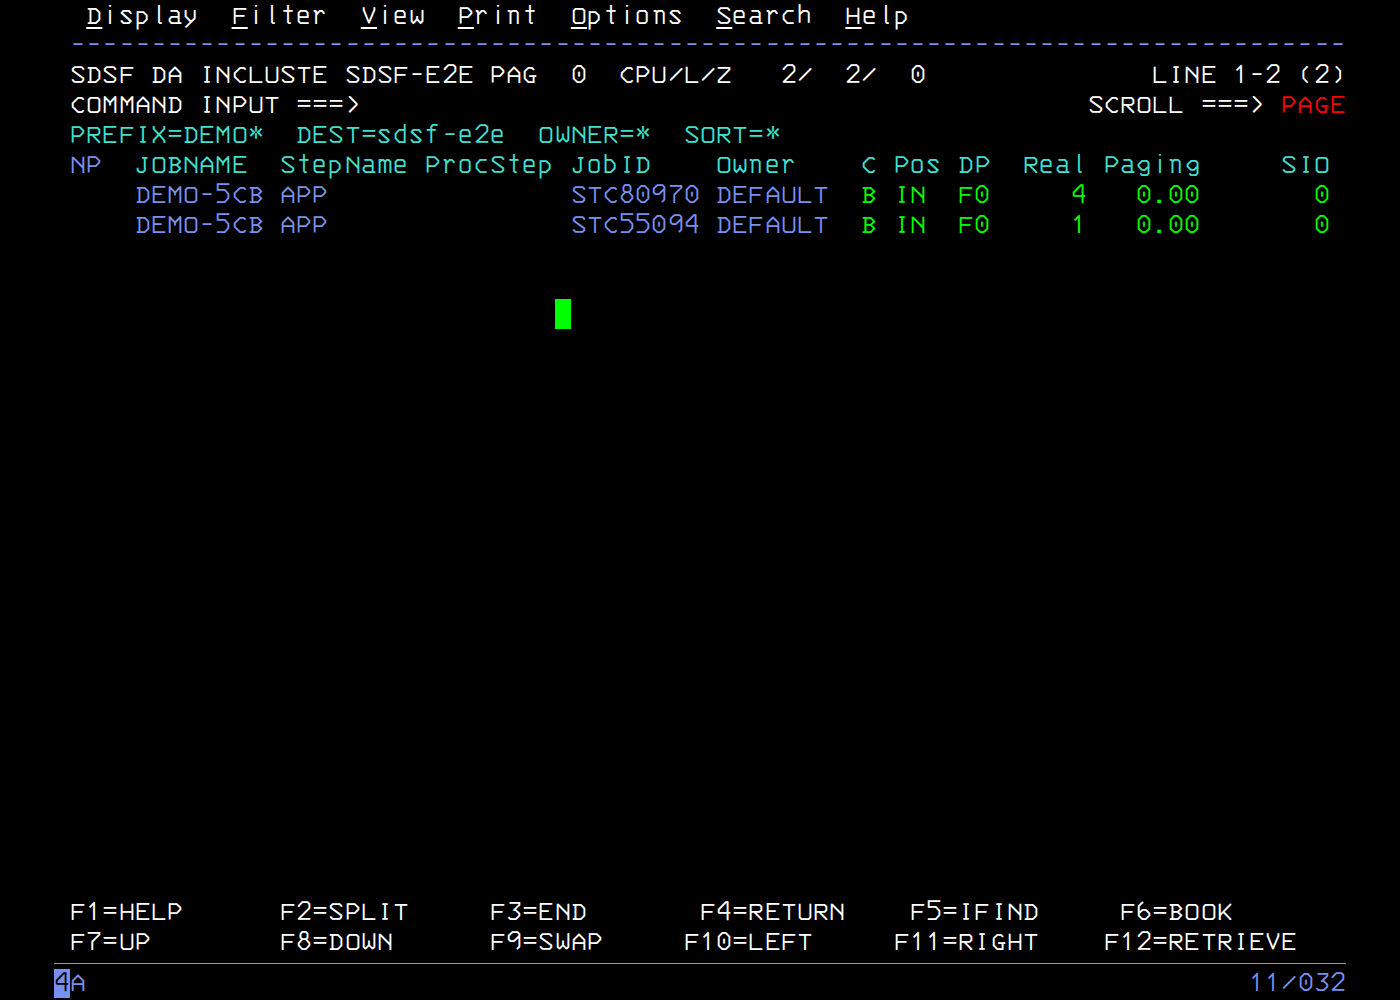 Display  Filter  View  Print  Options  Search  Help
-------------------------------------------------------------------------------
SDSF DA INCLUSTE SDSF-E2E PAG  0  CPU/L/Z   2/  2/  0              LINE 1-2 (2)
COMMAND INPUT ===>                                             SCROLL ===> PAGE
PREFIX=DEMO*  DEST=sdsf-e2e  OWNER=*  SORT=*
NP  JOBNAME  StepName ProcStep JobID    Owner    C Pos DP  Real Paging     SIO
DEMO-5CB APP               STC80970 DEFAULT  B IN  F0     4   0.00       0
DEMO-5CB APP               STC55094 DEFAULT  B IN  F0     1   0.00       0
F1=HELP      F2=SPLIT     F3=END       F4=RETURN    F5=IFIND     F6=BOOK
F7=UP        F8=DOWN      F9=SWAP     F10=LEFT     F11=RIGHT    F12=RETRIEVE
4A                                                                       11/032